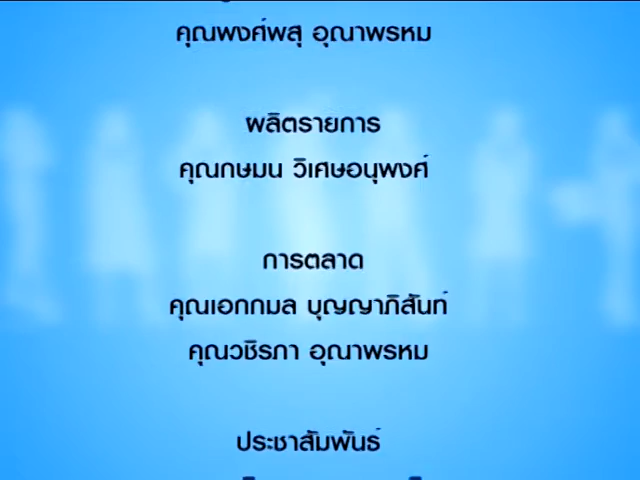 คุณพงศ์พสุ อุณาพรหม
ผลิตรายการ
คุณกษมน วิเศษอนุพงศ์
การตลาด
คุณเอกกมล บุญญาภิสันท์
คุณวชิรภา อุณาพรหม
ประชาสัมพันธ์